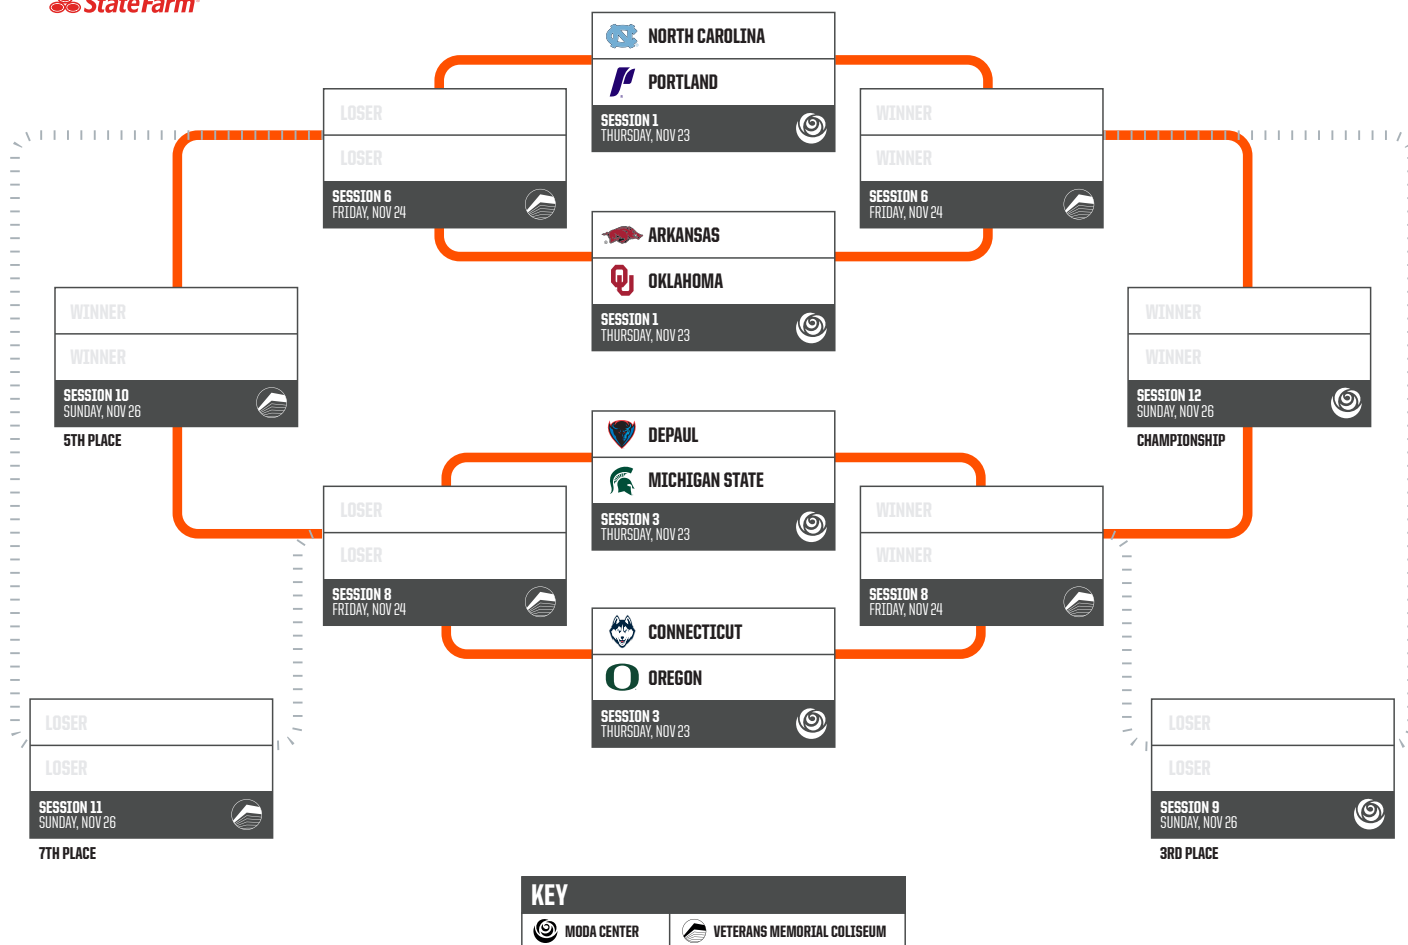 StateFarm
NORTH CAROLINA
PORTLAND
SESSION 1
THURSDAY, NOV 23
LOSER
LOSER
SESSION 6
FRIDAY, NOV 24
WINNER
WINNER
SESSION 6
FRIDAY, NOV 24
ARKANSAS
OKLAHOMA
SESSION 1
THURSDAY, NOV 23
WINNER
WINNER
SESSION 10
SUNDAY, NOV 26
5TH PLACE
WINNER
WINNER
SESSION 12
SUNDAY, NOV 26
CHAMPIONSHIP
DEPAUL
MICHIGAN STATE
SESSION 3
THURSDAY, NOV 23
LOSER
LOSER
SESSION 8
FRIDAY, NOV 24
WINNER
WINNER
SESSION 8
FRIDAY, NOV 24
CONNECTICUT
OREGON
SESSION 3
THURSDAY, NOV 23
LOSER
LOSER
SESSION 11
SUNDAY, NOV 26
7TH PLACE
LOSER
LOSER
SESSION 9
SUNDAY, NOV 26
3RD PLACE
KEY
MODA CENTER
VETERANS MEMORIAL COLISEUM